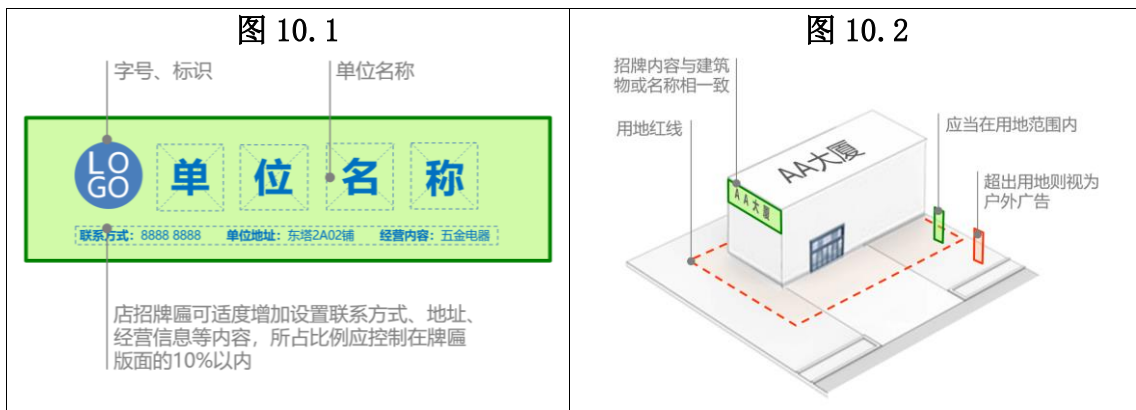 图 10.1
字号、标识
单位名称
LO
GO
单位名称
联系方式：8888 8888 单位地址：东塔2A02铺 经营内容：五金电器
店招牌匾可适度增加设置联系方式、地址、
经营信息等内容，所占比例应控制在牌匾
版面的10%以内
图 10.2
招牌内容与建筑
物或名称相一致
用地红线
应当在用地范围内
超出用地则视为
户外广告
AA大厦
AA大厦